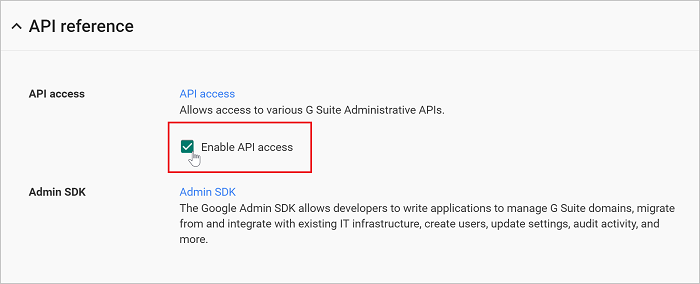 API reference
API access
API access
Allows access to various G Suite Administrative APIs.
Enable API access
Admin SDK
Admin SDK
The Google Admin SDK allows developers to write applications to manage G Suite domains, migrate
from and integrate with existing IT infrastructure, create users, update settings, audit activity, and
more.